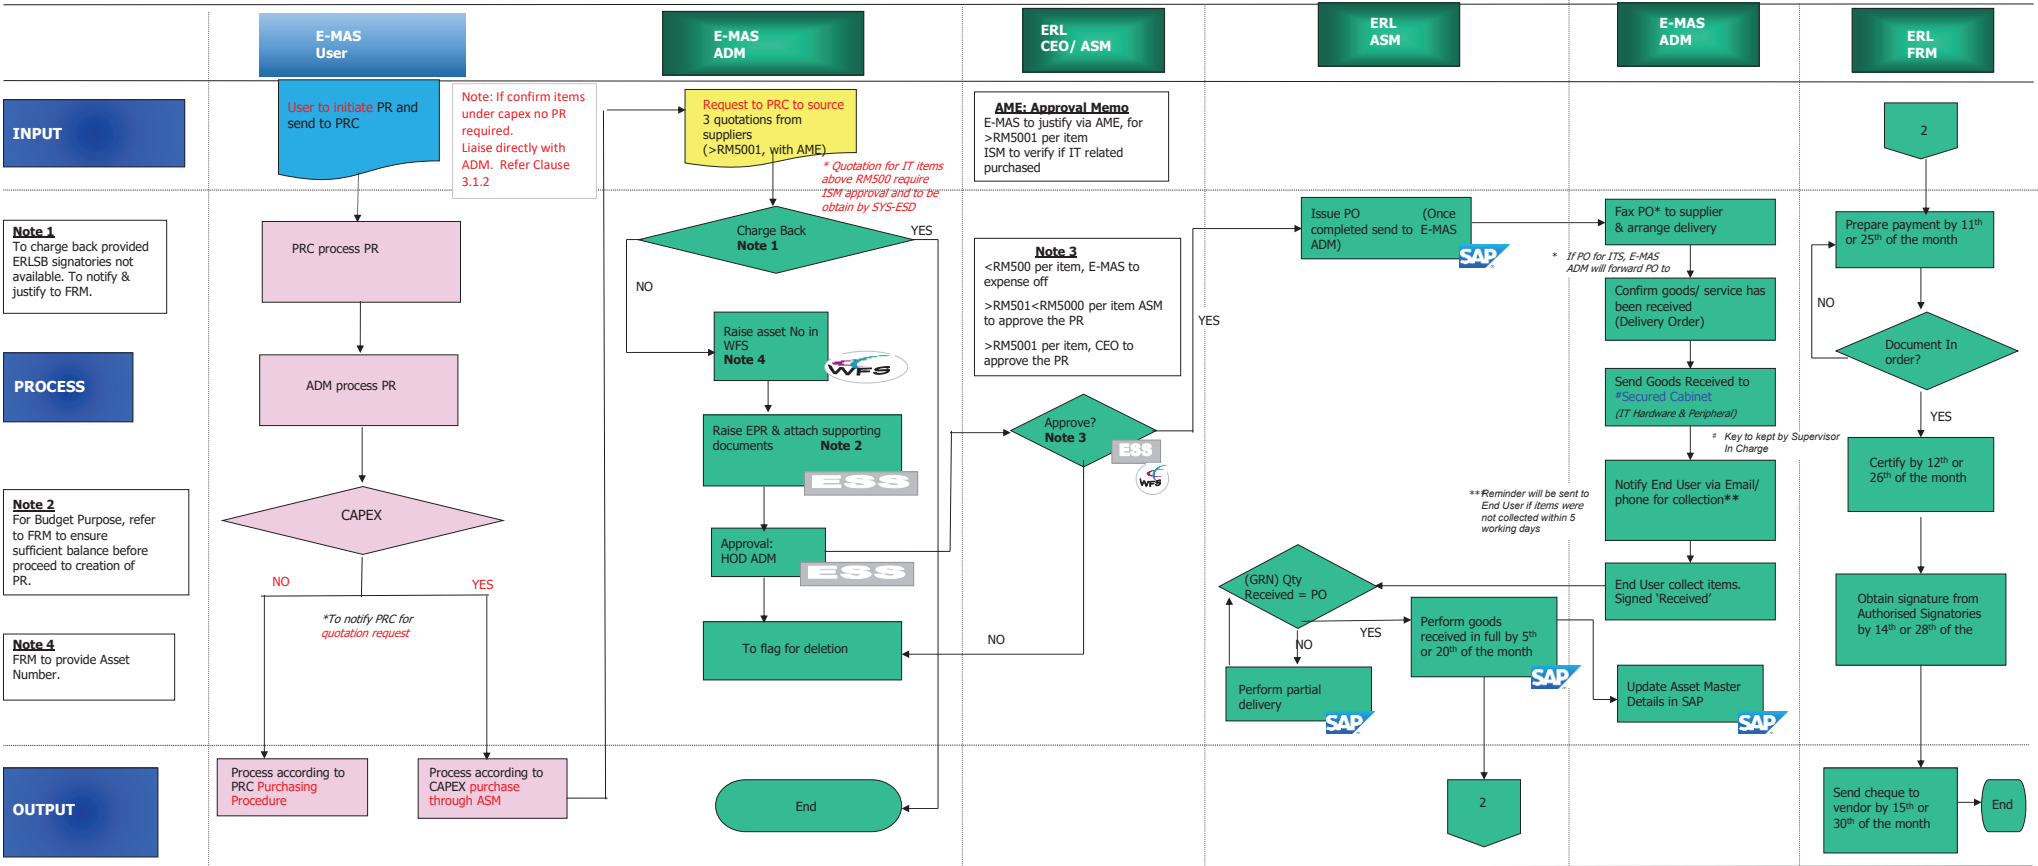 E-MAS
User
E-MAS
ADM
ERL
CEO/ ASM
ERL
ASM
E-MAS
ADM
ERL
FRM
INPUT
User to initiate PR and
send to PRC
Note: If confirm items
under capex no PR
required.
Liaise directly with
ADM.  Refer Clause
3.1.2
Request to PRC to source
3 quotations from
suppliers
(>RM5001, with AME)
* Quotation for IT items
above RM500 require
ISM approval and to be
obtain by SYS-ESD
AME: Approval Memo
E-MAS to justify via AME, for
>RM5001 per item
ISM to verify if IT related
purchased
2
Note 1
To charge back provided
ERLSB signatories not
available. To notify &
justify to FRM.
PROCESS
Note 2
For Budget Purpose, refer
to FRM to ensure
sufficient balance before
proceed to creation of
PR.
Note 4
FRM to provide Asset
Number.
PRC process PR
ADM process PR
CAPEX
NO
YES
*To notify PRC for
quotation request
Charge Back
Note 1
YES
NO
Raise asset No in
WFS
Note 4
WFS
Raise EPR & attach supporting
documents Note 2
ESS
Approval:
HOD ADM
ESS
To flag for deletion
Note 3
<RM500 per item, E-MAS to
expense off
>RM501<RM5000 per item ASM
to approve the PR
>RM5001 per item, CEO to
approve the PR
Approve?
Note 3
ESS
WFS
YES
NO
Issue PO (Once
completed send to E-MAS
ADM)
SAP
(GRN) Qty
Received = PO
YES
NO
Perform partial
delivery
SAP
Perform goods
received in full by 5th
or 20th of the month
SAP
Fax PO* to supplier
& arrange delivery
* If PO for ITS, E-MAS
ADM will forward PO to
Confirm goods/ service has
been received
(Delivery Order)
Send Goods Received to
#Secured Cabinet
(IT Hardware & Peripheral)
# Key to kept by Supervisor
In Charge
Notify End User via Email/
phone for collection**
***Reminder will be sent to
End User if items were
not collected within 5
working days
End User collect items.
Signed ‘Received’
Update Asset Master
Details in SAP
SAP
Prepare payment by 11th
or 25th of the month
NO
Document In
order?
YES
Certify by 12th or
26th of the month
Obtain signature from
Authorised Signatories
by 14th or 28th of the
OUTPUT
Process according to
PRC Purchasing
Procedure
Process according to
CAPEX purchase
through ASM
End
2
Send cheque to
vendor by 15th or
30th of the month
End